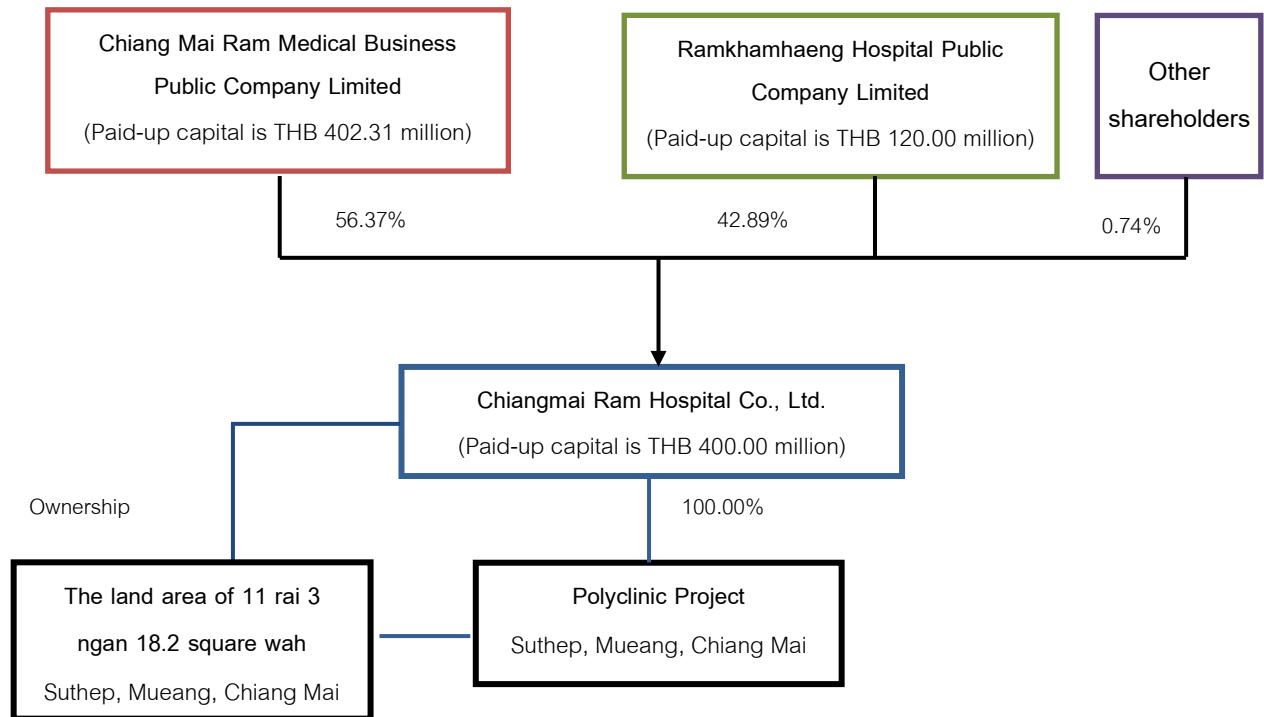 Chiang Mai Ram Medical Business
Public Company Limited
(Paid-up capital is THB 402.31 million)
Ramkhamhaeng Hospital Public
Company Limited
(Paid-up capital is THB 120.00 million)
Other
shareholders
56.37%
42.89%
0.74%
Chiangmai Ram Hospital Co., Ltd.
(Paid-up capital is THB 400.00 million)
Ownership
100.00%
The land area of 11 rai 3
ngan 18.2 square wah
Suthep, Mueang, Chiang Mai
Polyclinic Project
Suthep, Mueang, Chiang Mai